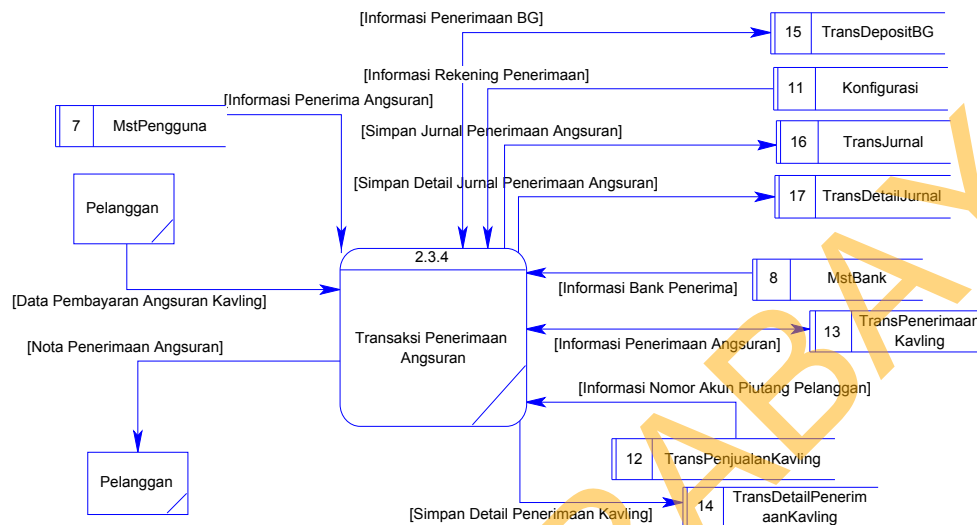 [Informasi Penerimaan BG]
15 TransDepositBG
[Informasi Rekening Penerimaan]
11 Konfigurasi
[Informasi Penerima Angsuran]
7 MstPengguna
[Simpan Jurnal Penerimaan Angsuran]
16 TransJurnal
[Simpan Detail Jurnal Penerimaan Angsuran]
17 TransDetailJurnal
Pelanggan
2.3.4
[Informasi Bank Penerima]
8 MstBank
[Data Pembayaran Angsuran Kavling]
Transaksi Penerimaan
Angsuran
13 TransPenerimaan
Kavling
[Nota Penerimaan Angsuran]
[Informasi Penerimaan Angsuran]
[Informasi Nomor Akun Piutang Pelanggan]
12 TransPenjualanKavling
Pelanggan
14 TransDetailPenerim
aanKavling
[Simpan Detail Penerimaan Kavling]
RABAY